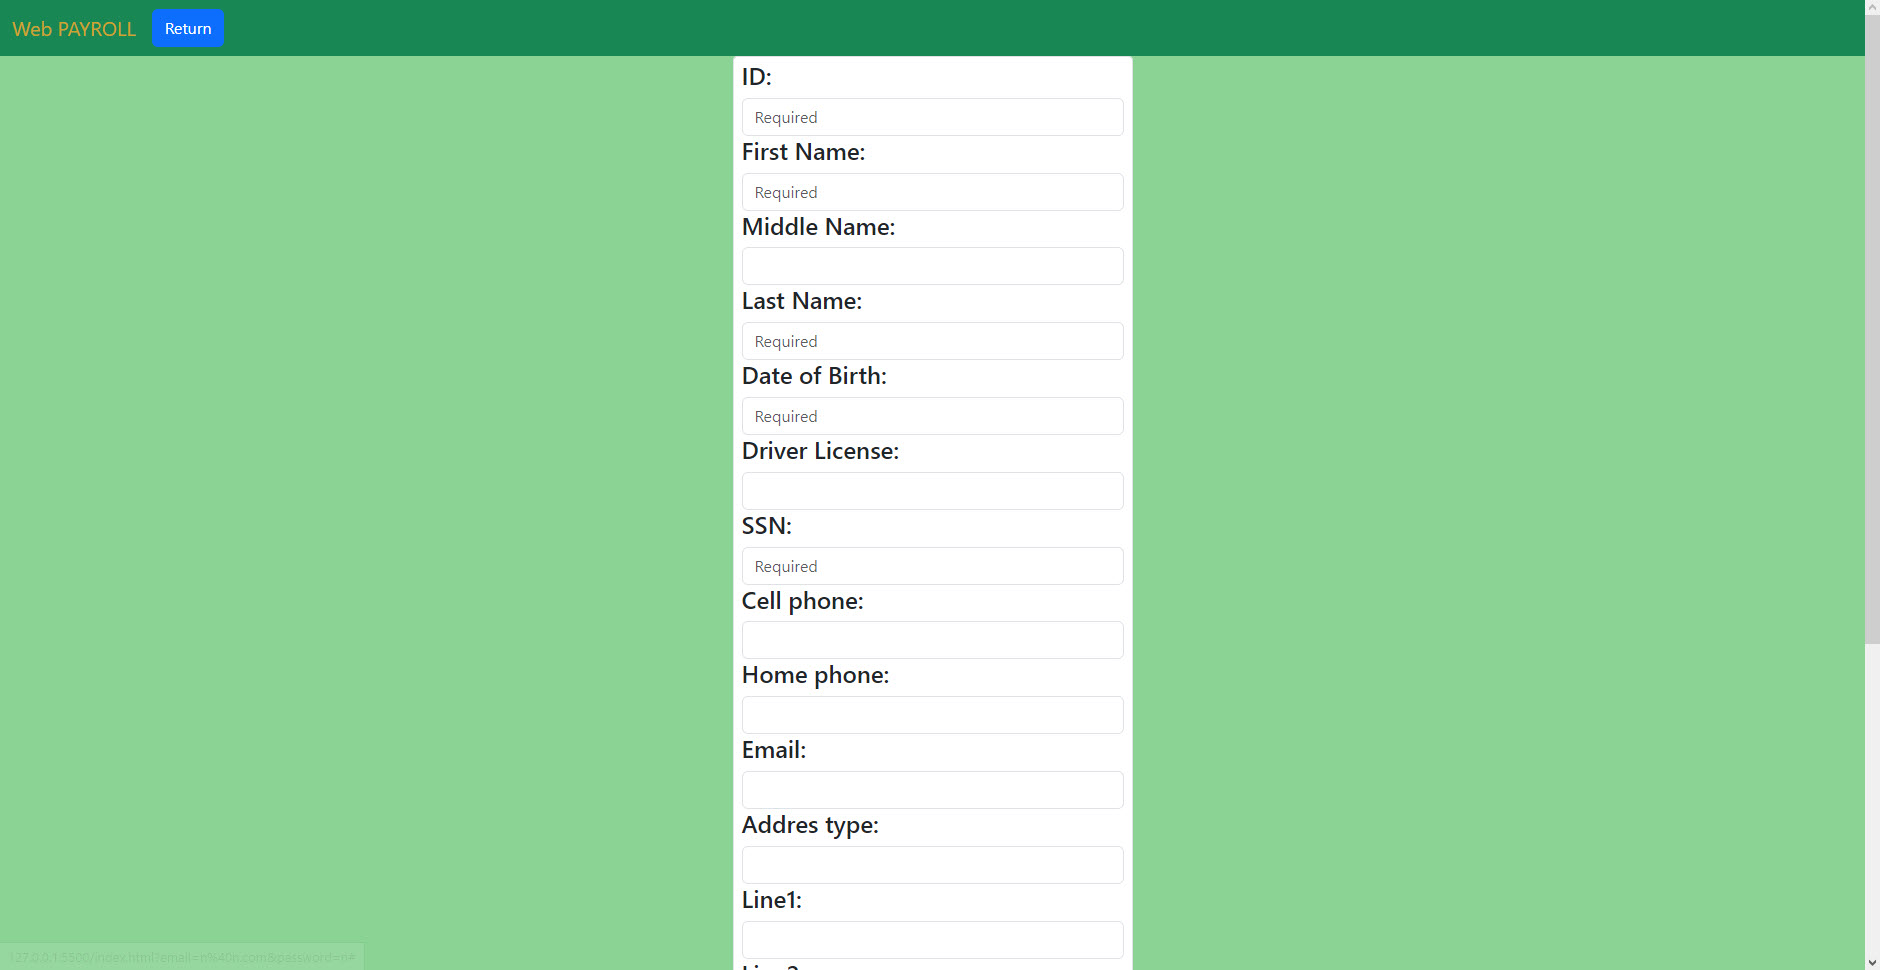 Web PAYROLL Return
ID:
Required
First Name:
Required
Middle Name:
Last Name:
Required
Date of Birth:
Required
Driver License:
SSN:
Required
Cell phone:
Home phone:
Email:
Addres type:
Line1:
127.0.0.1:5500/index.html?email=n%40n.com&password=n#